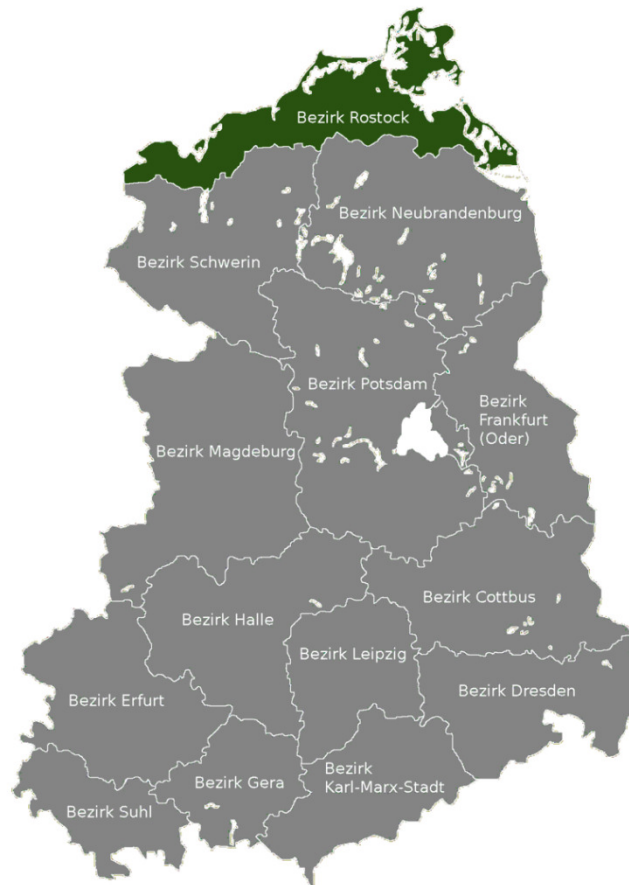 Bezirk Rostock
Bezirk Neubrandenburg
Bezirk Schwerin
Bezirk Potsdam
Bezirk
Frankfurt
(Oder)
Bezirk Magdeburg
Bezirk Cottbus
Bezirk Halle
Bezirk Leipzig
Bezirk Dresden
Bezirk Erfurt
Bezirk Gera
Bezirk
Karl-Marx-Stadt
Bezirk Suhl